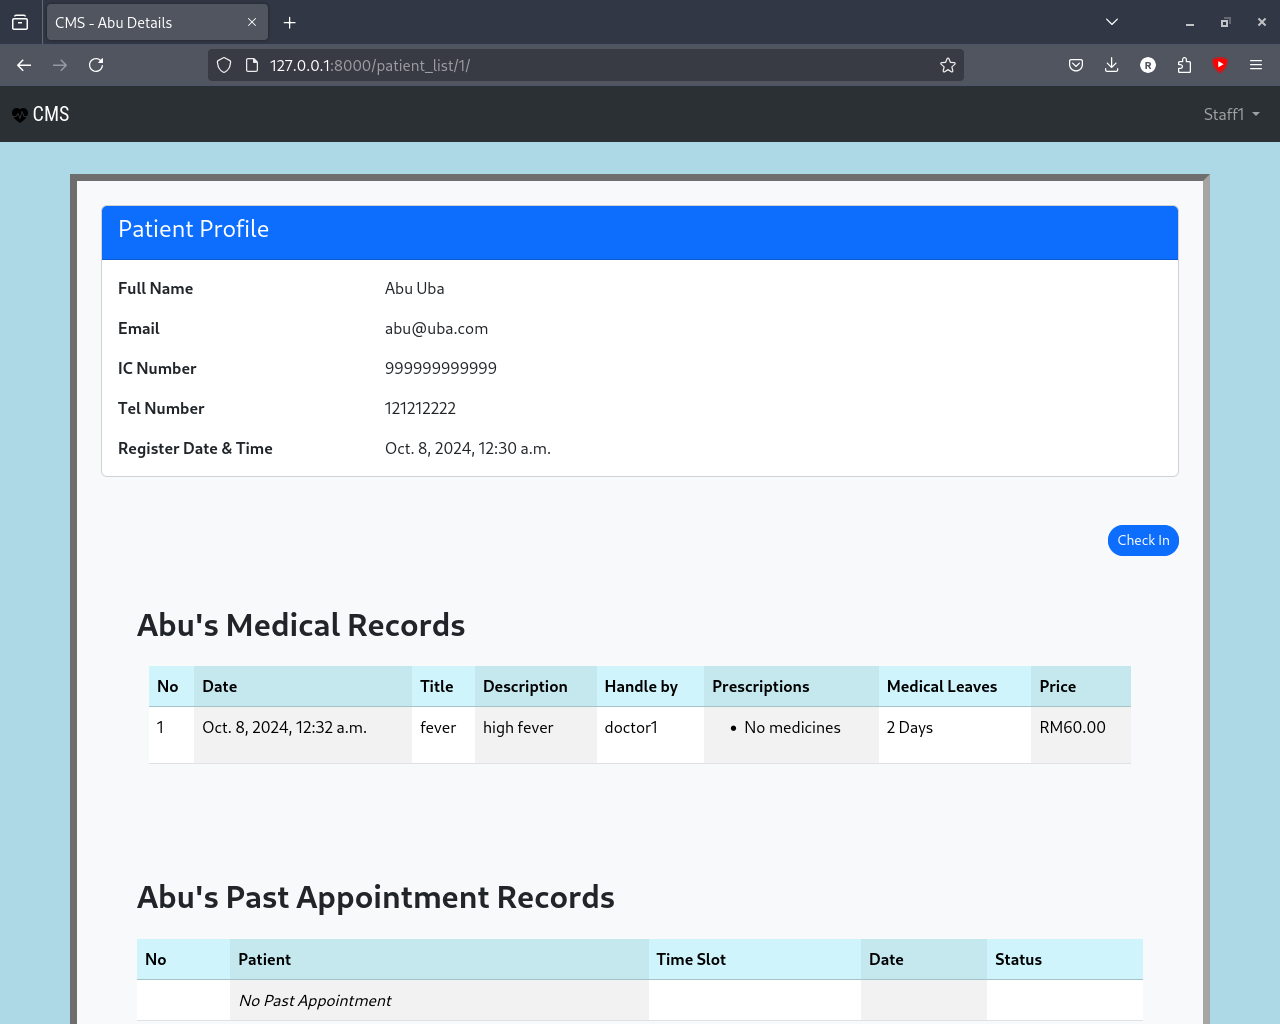 CMS - Abu Details
127.0.0.1:8000/patient_list/1/
R
CMS
Staff1
Patient Profile
Full Name Abu Uba
Email abu@uba.com
IC Number 999999999999
Tel Number 121212222
Register Date & Time Oct. 8, 2024, 12:30 a.m.
Check In
Abu's Medical Records
No Date Title Description Handle by Prescriptions Medical Leaves Price
1 Oct. 8, 2024, 12:32 a.m. fever high fever doctor1 • No medicines 2 Days RM60.00
Abu's Past Appointment Records
No Patient Time Slot Date Status
No Past Appointment